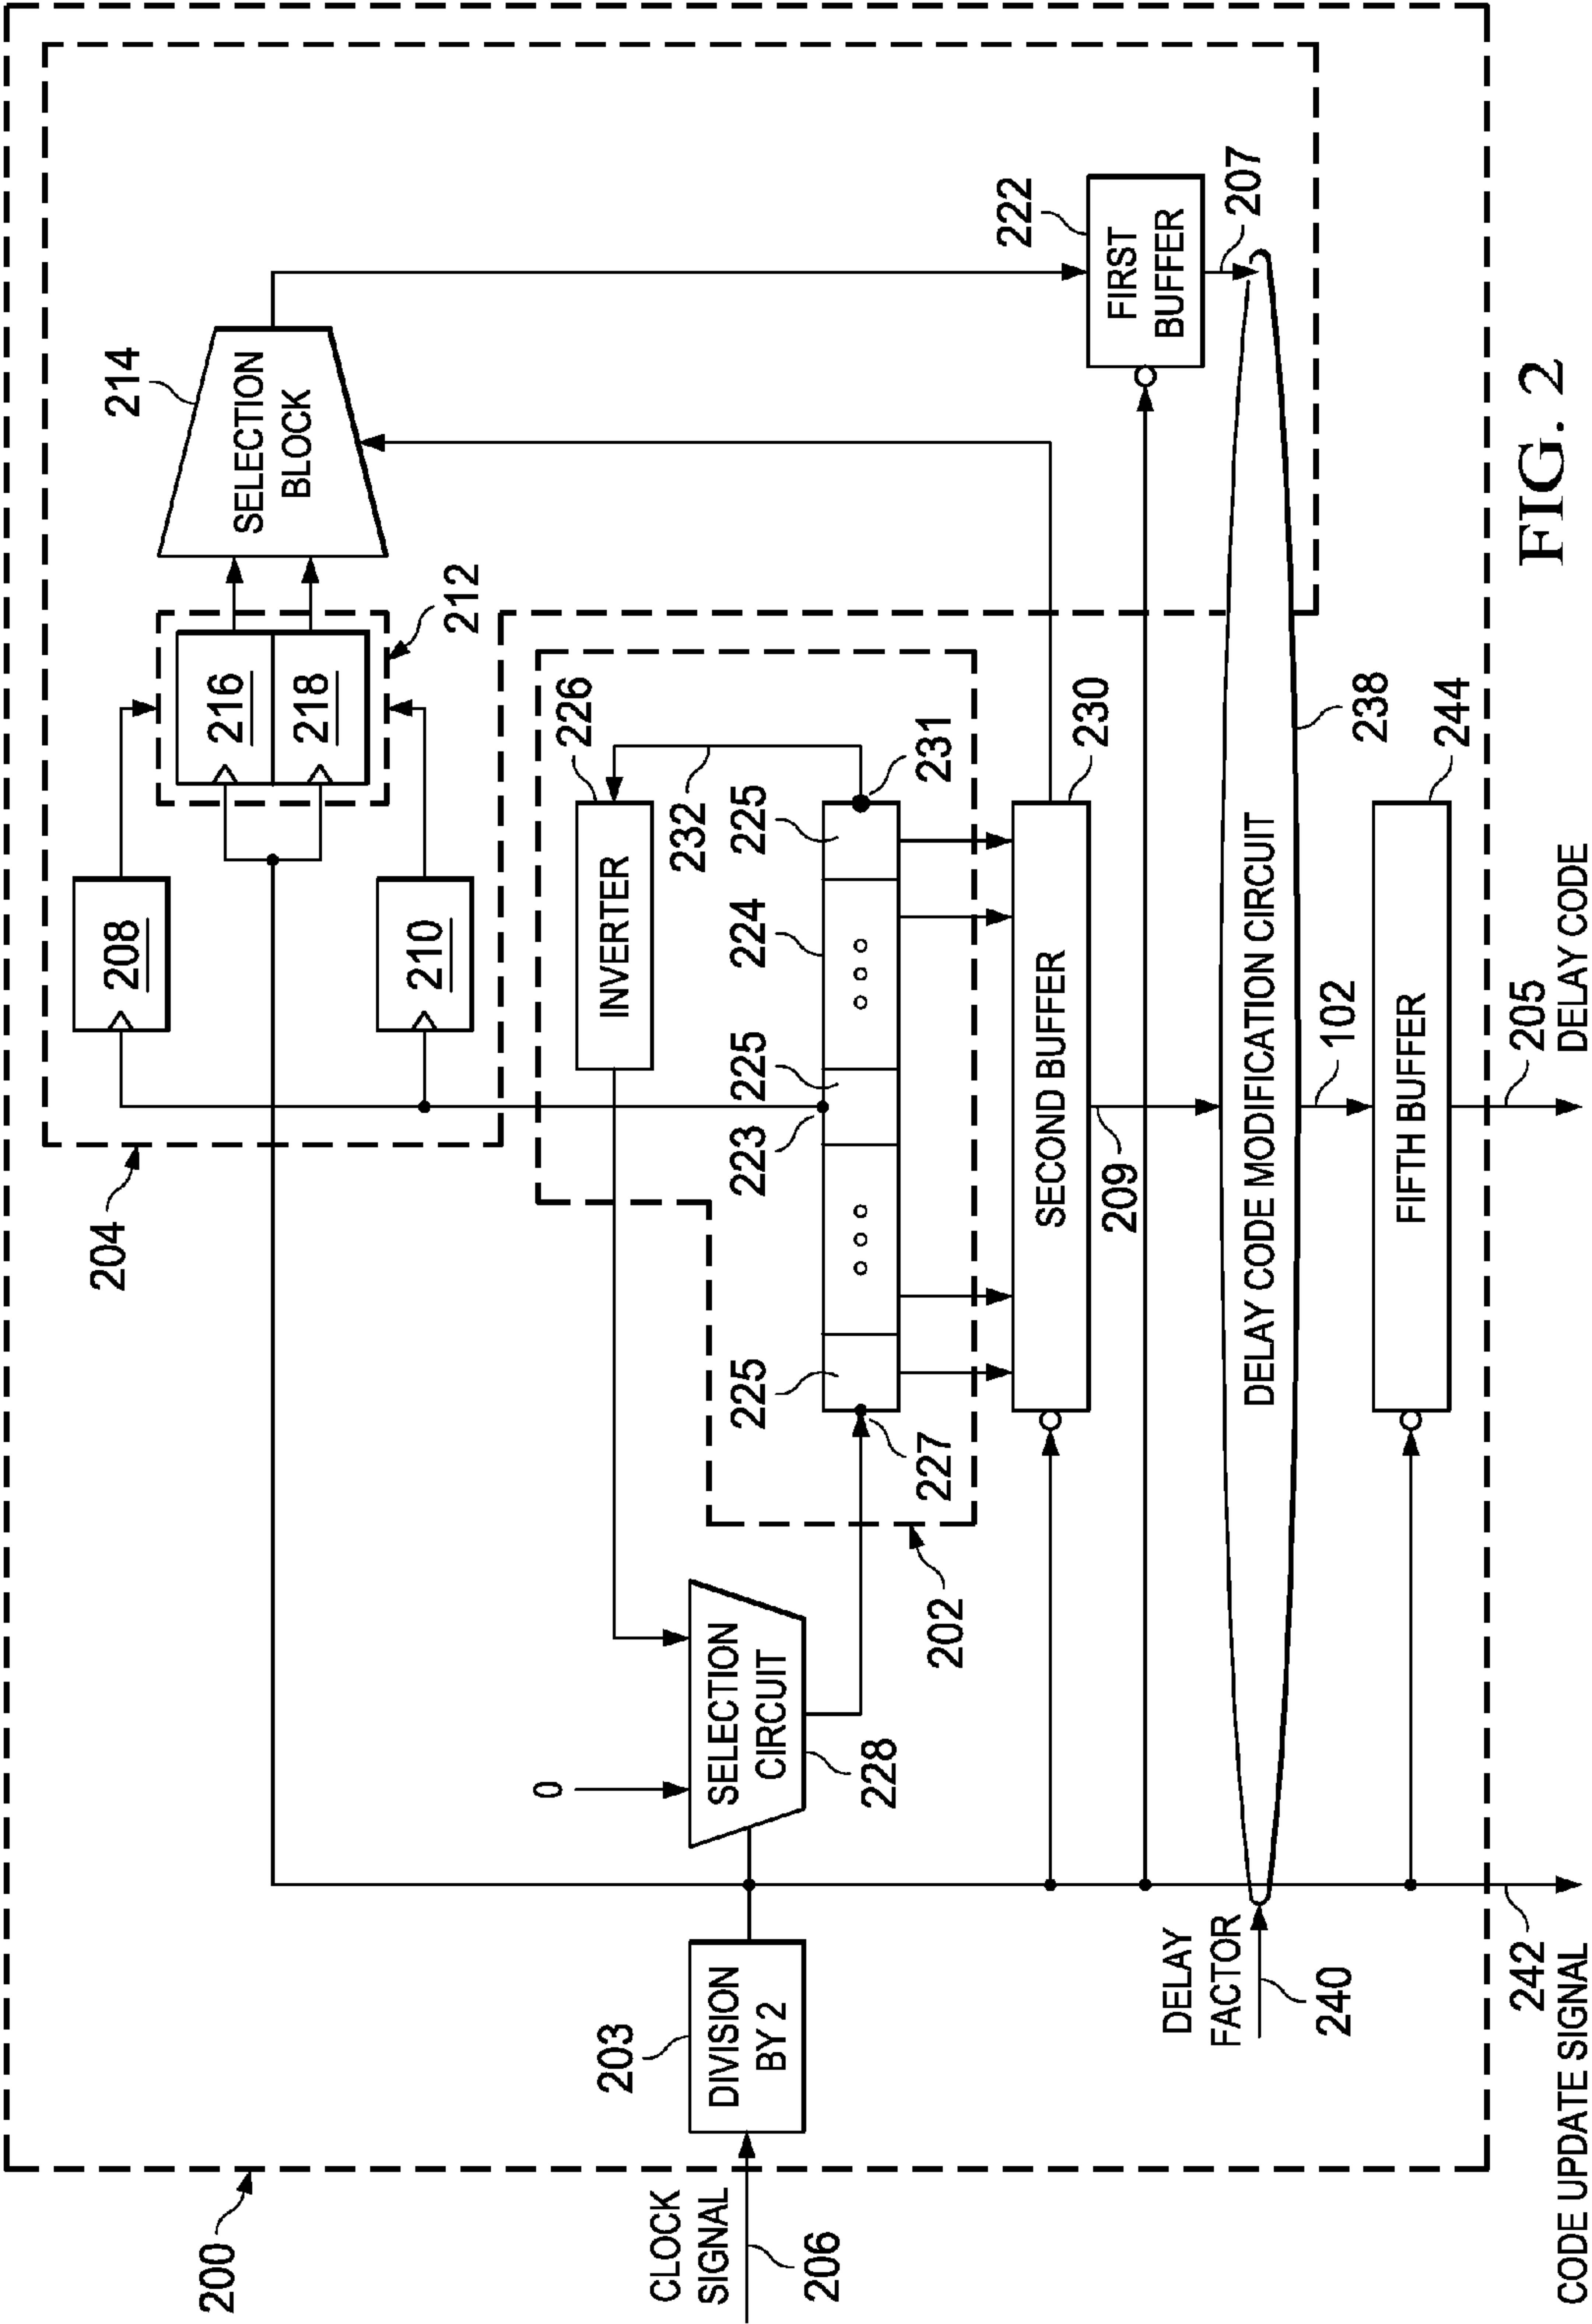 200
CLOCK
SIGNAL
206
203
DIVISION
BY 2
0
SELECTION
CIRCUIT
228
204
208
210
216
218
212
214
SELECTION
BLOCK
222
FIRST
BUFFER
207
226
INVERTER
232
231
225
223
225
224
225
227
202
SECOND BUFFER
230
209
DELAY
FACTOR
240
DELAY CODE MODIFICATION CIRCUIT
238
102
FIFTH BUFFER
244
242
CODE UPDATE SIGNAL
205
DELAY CODE
FIG. 2